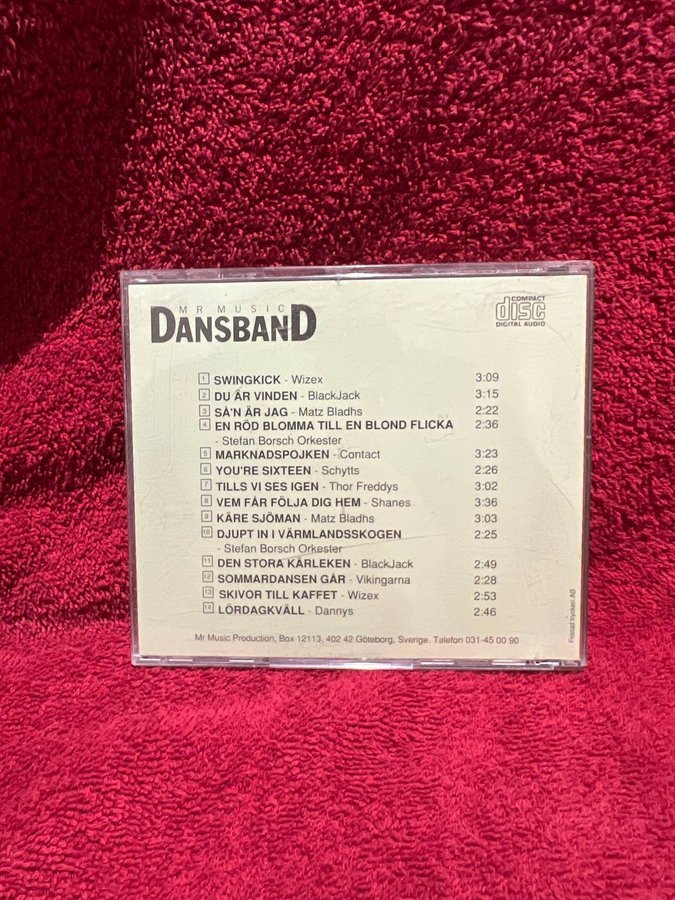 MR MUSIC
DANSBAND
COMPACT
disc
DIGITAL AUDIO
1 SWINGKICK - Wizex 3:09
2 DU ÄR VINDEN - BlackJack 3:15
3 SÅ'N ÄR JAG - Matz Bladhs 2:22
4 EN RÖD BLOMMA TILL EN BLOND FLICKA 2:36
- Stefan Borsch Orkester
5 MARKNADSPOJKEN - Contact 3:23
6 YOU'RE SIXTEEN - Schytts 2:26
7 TILLS VI SES IGEN - Thor Freddys 3:02
8 VEM FÅR FÖLJA DIG HEM - Shanes 3:36
9 KÄRE SJÖMAN - Matz Bladhs 3:03
10 DJUPT IN I VÄRMLANDSSKOGEN 2:25
- Stefan Borsch Orkester
11 DEN STORA KÄRLEKEN - BlackJack 2:49
12 SOMMARDANSEN GÅR - Vikingarna 2:28
13 SKIVOR TILL KAFFET - Wizex 2:53
14 LÖRDAGKVÄLL - Dannys 2:46
Mr Music Production, Box 12113, 402 42 Göteborg, Sverige. Telefon 031-45 00 90
Frisład trycken AB